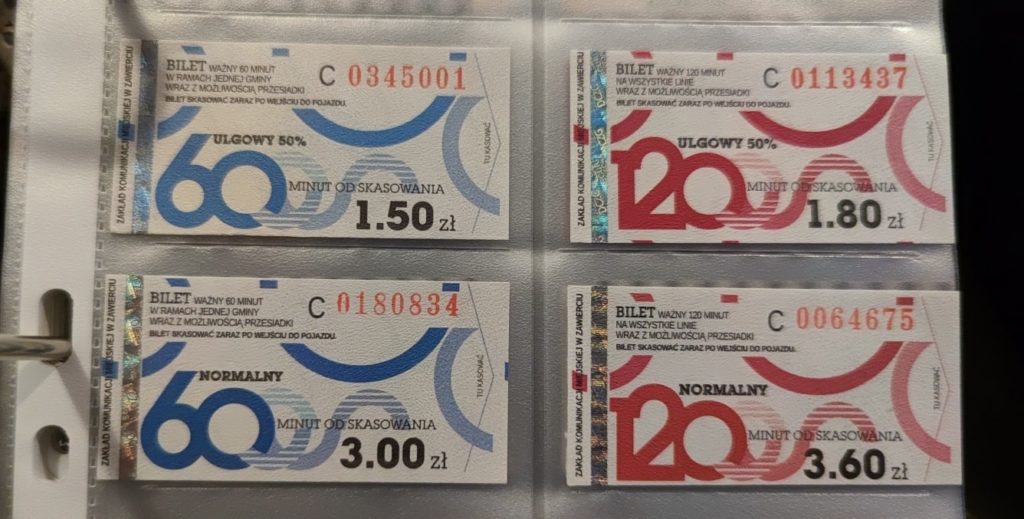 ZAKŁAD KOMUNIKACJI MIEJSKIEJ W ZAWIERCIU
BILET WAŻNY 60 MINUT
W RAMACH JEDNEJ GMINY
WRAZ Z MOŻLIWOŚCIĄ PRZESIADKI
BILET SKASOWAĆ ZARAZ PO WEJŚCIU DO POJAZDU.
C 0345001
TU KASOWAĆ
ULGOWY 50%
60
MINUT OD SKASOWANIA
1.50 zł
ZAKŁAD KOMUNIKACJI MIEJSKIEJ W ZAWIERCIU
BILET WAŻNY 120 MINUT
NA WSZYSTKIE LINIE
WRAZ Z MOŻLIWOŚCIĄ PRZESIADKI
BILET SKASOWAĆ ZARAZ PO WEJŚCIU DO POJAZDU.
C 0113437
TU KASOWAĆ
ULGOWY 50%
120
MINUT OD SKASOWANIA
1.80 zł
ZAKŁAD KOMUNIKACJI MIEJSKIEJ W ZAWIERCIU
BILET WAŻNY 60 MINUT
W RAMACH JEDNEJ GMINY
WRAZ Z MOŻLIWOŚCIĄ PRZESIADKI
BILET SKASOWAĆ ZARAZ PO WEJŚCIU DO POJAZDU.
C 0180834
TU KASOWAĆ
NORMALNY
60
MINUT OD SKASOWANIA
3.00 zł
ZAKŁAD KOMUNIKACJI MIEJSKIEJ W ZAWIERCIU
BILET WAŻNY 120 MINUT
NA WSZYSTKIE LINIE
WRAZ Z MOŻLIWOŚCIĄ PRZESIADKI
BILET SKASOWAĆ ZARAZ PO WEJŚCIU DO POJAZDU.
C 0064675
TU KASOWAĆ
NORMALNY
120
MINUT OD SKASOWANIA
3.60 zł